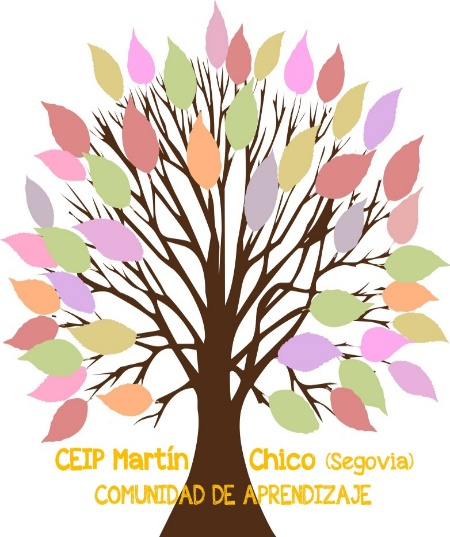 CEIP Martín Chico (Segovia)
COMUNIDAD DE APRENDIZAJE